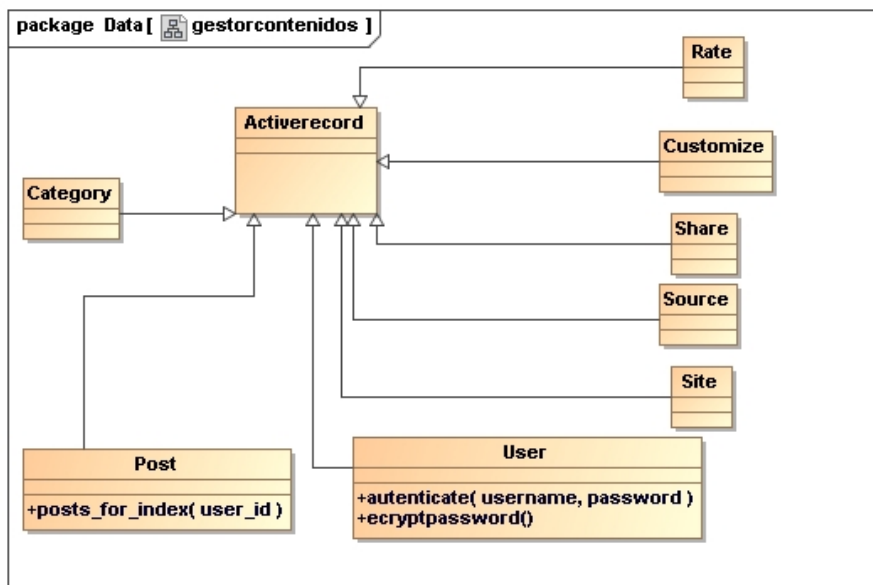 package Data [ gestorcontenidos ]
Rate
Activerecord
Customize
Category
Share
Source
Site
Post
+posts_for_index( user_id )
User
+autenticate( username, password )
+ecryptpassword()